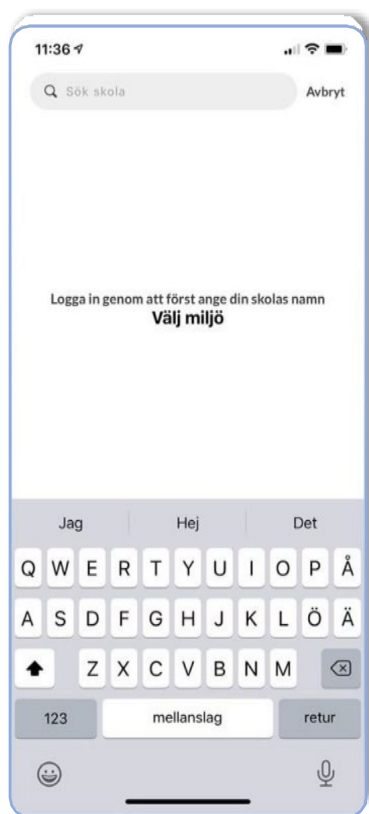 11:36
Sök skola
Avbryt
Logga in genom att först ange din skolas namn
Välj miljö
Jag Hej Det
Q W E R T Y U I O P Å
A S D F G H J K L Ö Ä
Z X C V B N M
123 mellanslag retur